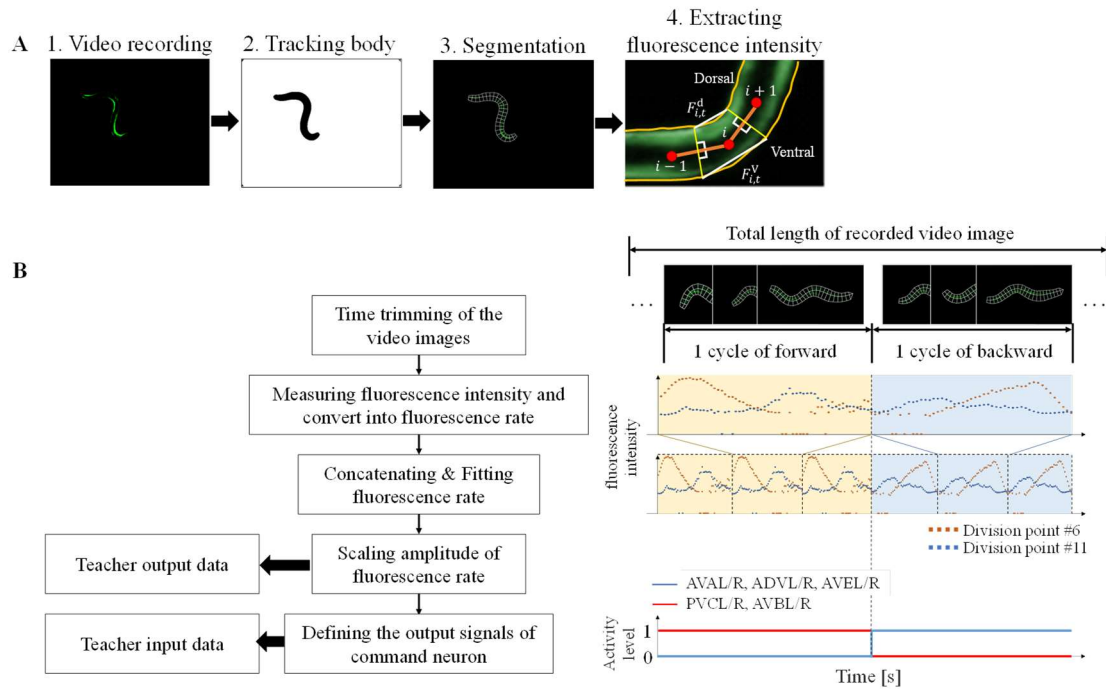 A
1. Video recording
2. Tracking body
3. Segmentation
4. Extracting
fluorescence intensity
Dorsal
i + 1
F^d_{i,t}
i
Ventral
i − 1
F^V_{i,t}
B
Time trimming of the
video images
Measuring fluorescence intensity and
convert into fluorescence rate
Concatenating & Fitting
fluorescence rate
Scaling amplitude of
fluorescence rate
Teacher output data
Defining the output signals of
command neuron
Teacher input data
Total length of recorded video image
... ...
1 cycle of forward
1 cycle of backward
fluorescence
intensity
Division point #6
Division point #11
AVAL/R, ADVL/R, AVEL/R
PVCL/R, AVBL/R
Activity
level
1
0
Time [s]